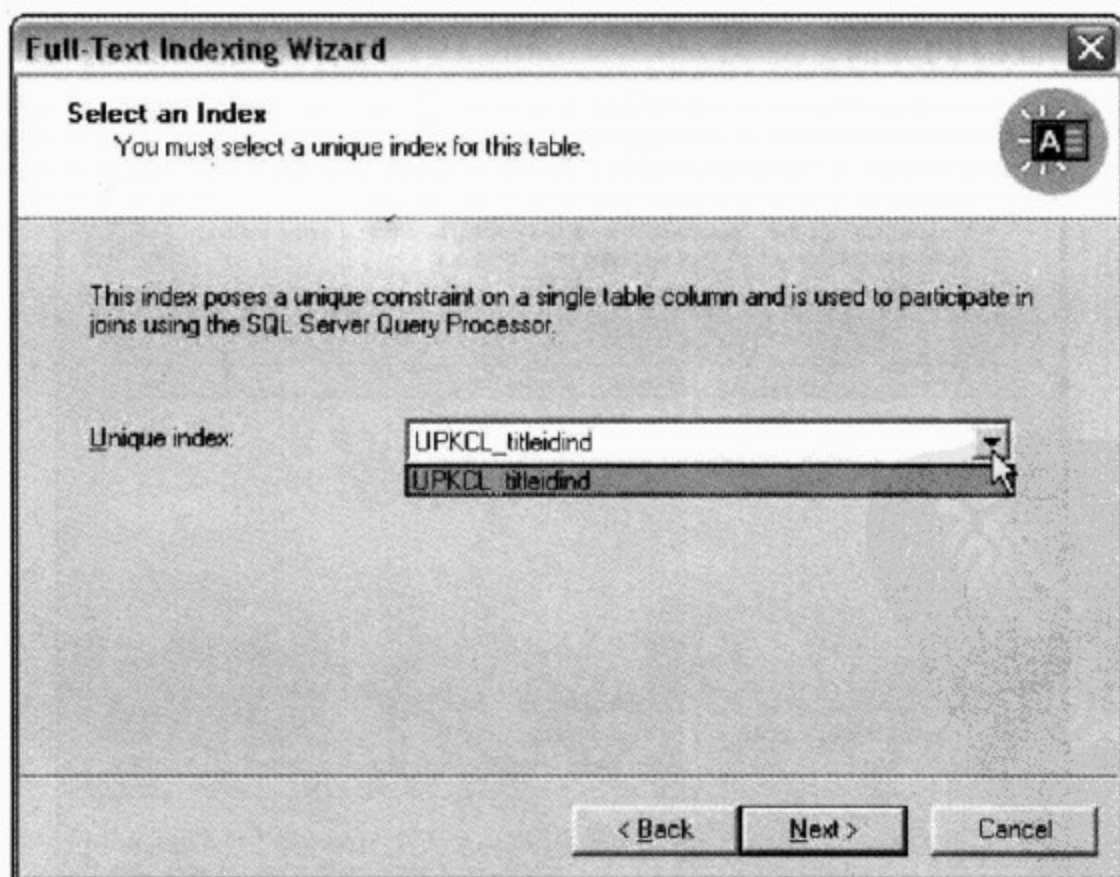 Full-Text Indexing Wizard
Select an Index
You must select a unique index for this table.
A
This index poses a unique constraint on a single table column and is used to participate in
joins using the SQL Server Query Processor.
Unique index:
UPKCL_titleidind
UPKCL_titleidind
< Back
Next >
Cancel